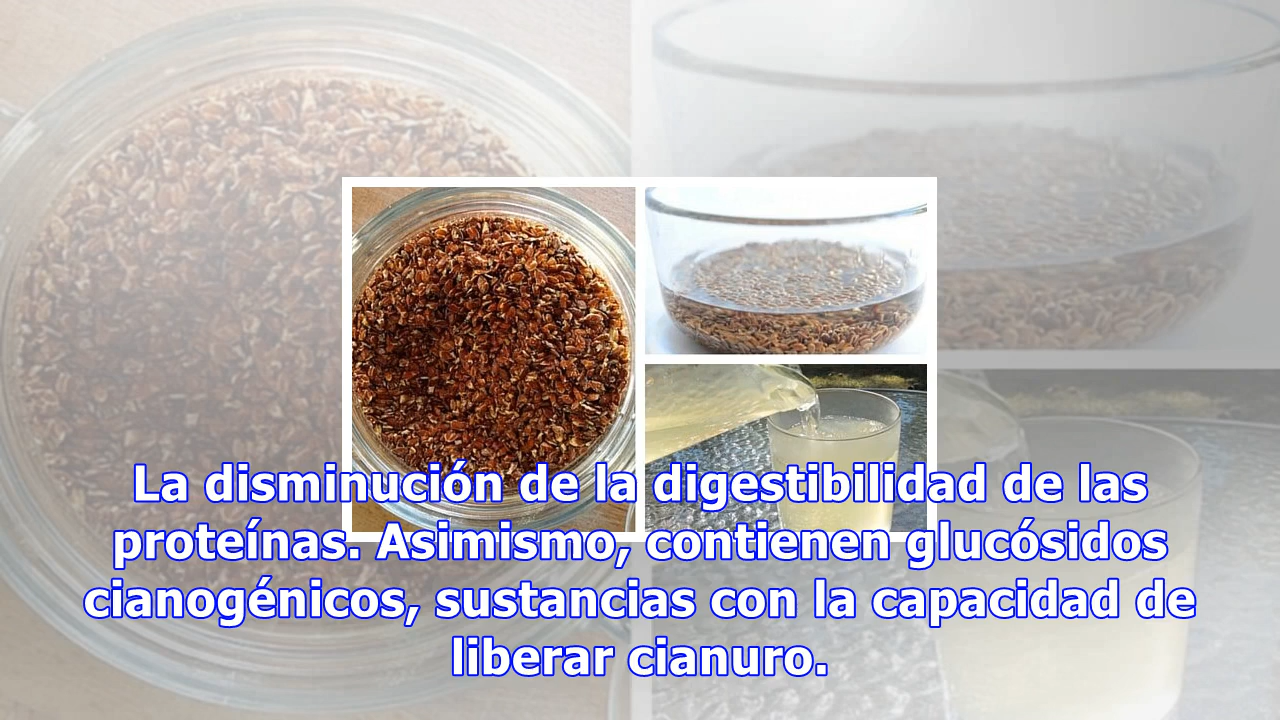 La disminución de la digestibilidad de las
proteínas. Asimismo, contienen glucósidos
cianogénicos, sustancias con la capacidad de
liberar cianuro.